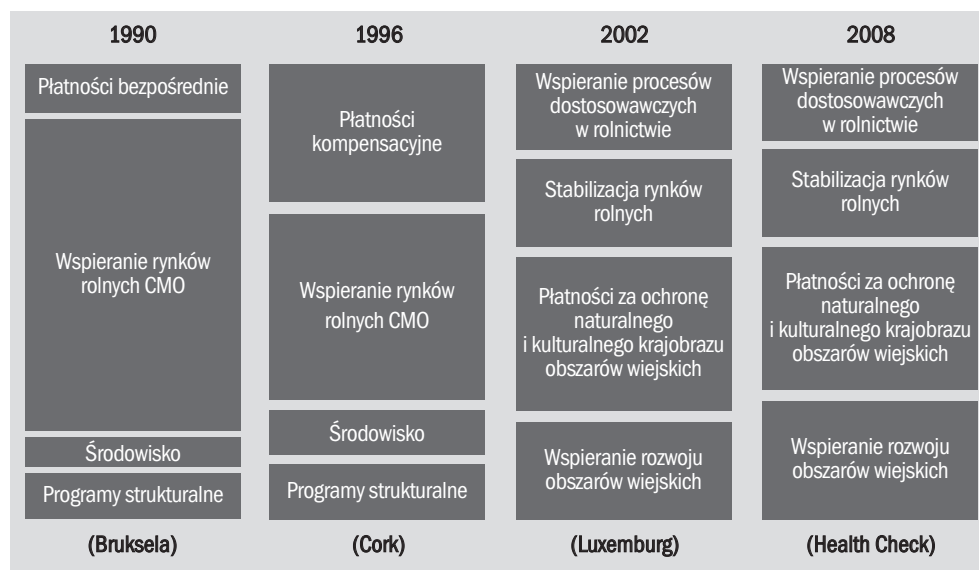 1990
Płatności bezpośrednie
Wspieranie rynków
rolnych CMO
Środowisko
Programy strukturalne
(Bruksela)
1996
Płatności
kompensacyjne
Wspieranie rynków
rolnych CMO
Środowisko
Programy strukturalne
(Cork)
2002
Wspieranie procesów
dostosowawczych
w rolnictwie
Stabilizacja rynków
rolnych
Płatności za ochronę
naturalnego
i kulturalnego krajobrazu
obszarów wiejskich
Wspieranie rozwoju
obszarów wiejskich
(Luxemburg)
2008
Wspieranie procesów
dostosowawczych
w rolnictwie
Stabilizacja rynków
rolnych
Płatności za ochronę
naturalnego
i kulturalnego krajobrazu
obszarów wiejskich
Wspieranie rozwoju
obszarów wiejskich
(Health Check)